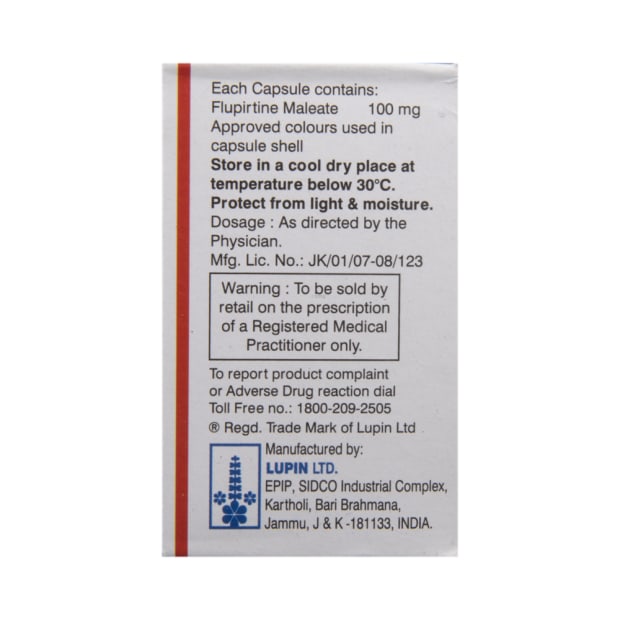 Each Capsule contains:
Flupirtine Maleate 100 mg
Approved colours used in
capsule shell
Store in a cool dry place at
temperature below 30°C.
Protect from light & moisture.
Dosage : As directed by the
Physician.
Mfg. Lic. No.: JK/01/07-08/123
Warning : To be sold by
retail on the prescription
of a Registered Medical
Practitioner only.
To report product complaint
or Adverse Drug reaction dial
Toll Free no.: 1800-209-2505
® Regd. Trade Mark of Lupin Ltd
Manufactured by:
LUPIN LTD.
EPIP, SIDCO Industrial Complex,
Kartholi, Bari Brahmana,
Jammu, J & K -181133, INDIA.